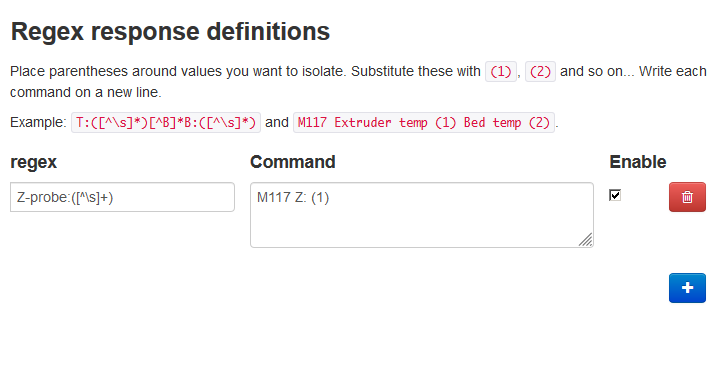 Regex response definitions
Place parentheses around values you want to isolate. Substitute these with (1), (2) and so on... Write each
command on a new line.
Example: T:([^\s]*)[^B]*B:([^\s]*) and M117 Extruder temp (1) Bed temp (2).
regex Command Enable
Z-probe:([^\s]+) M117 Z: (1)